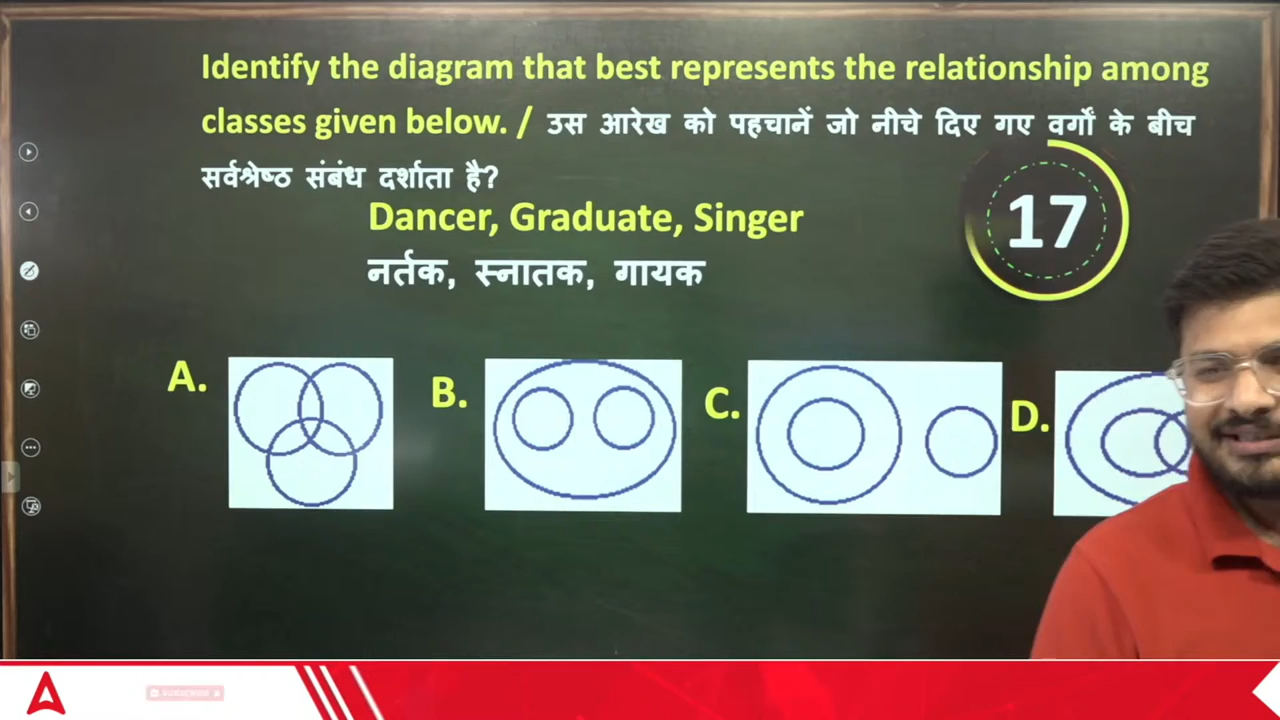 Identify the diagram that best represents the relationship among
classes given below. / उस आरेख को पहचानें जो नीचे दिए गए वर्गों के बीच
सर्वश्रेष्ठ संबंध दर्शाता है?
17
Dancer, Graduate, Singer
नर्तक, स्नातक, गायक
A.
B.
C.
D.
SUBSCRIBE